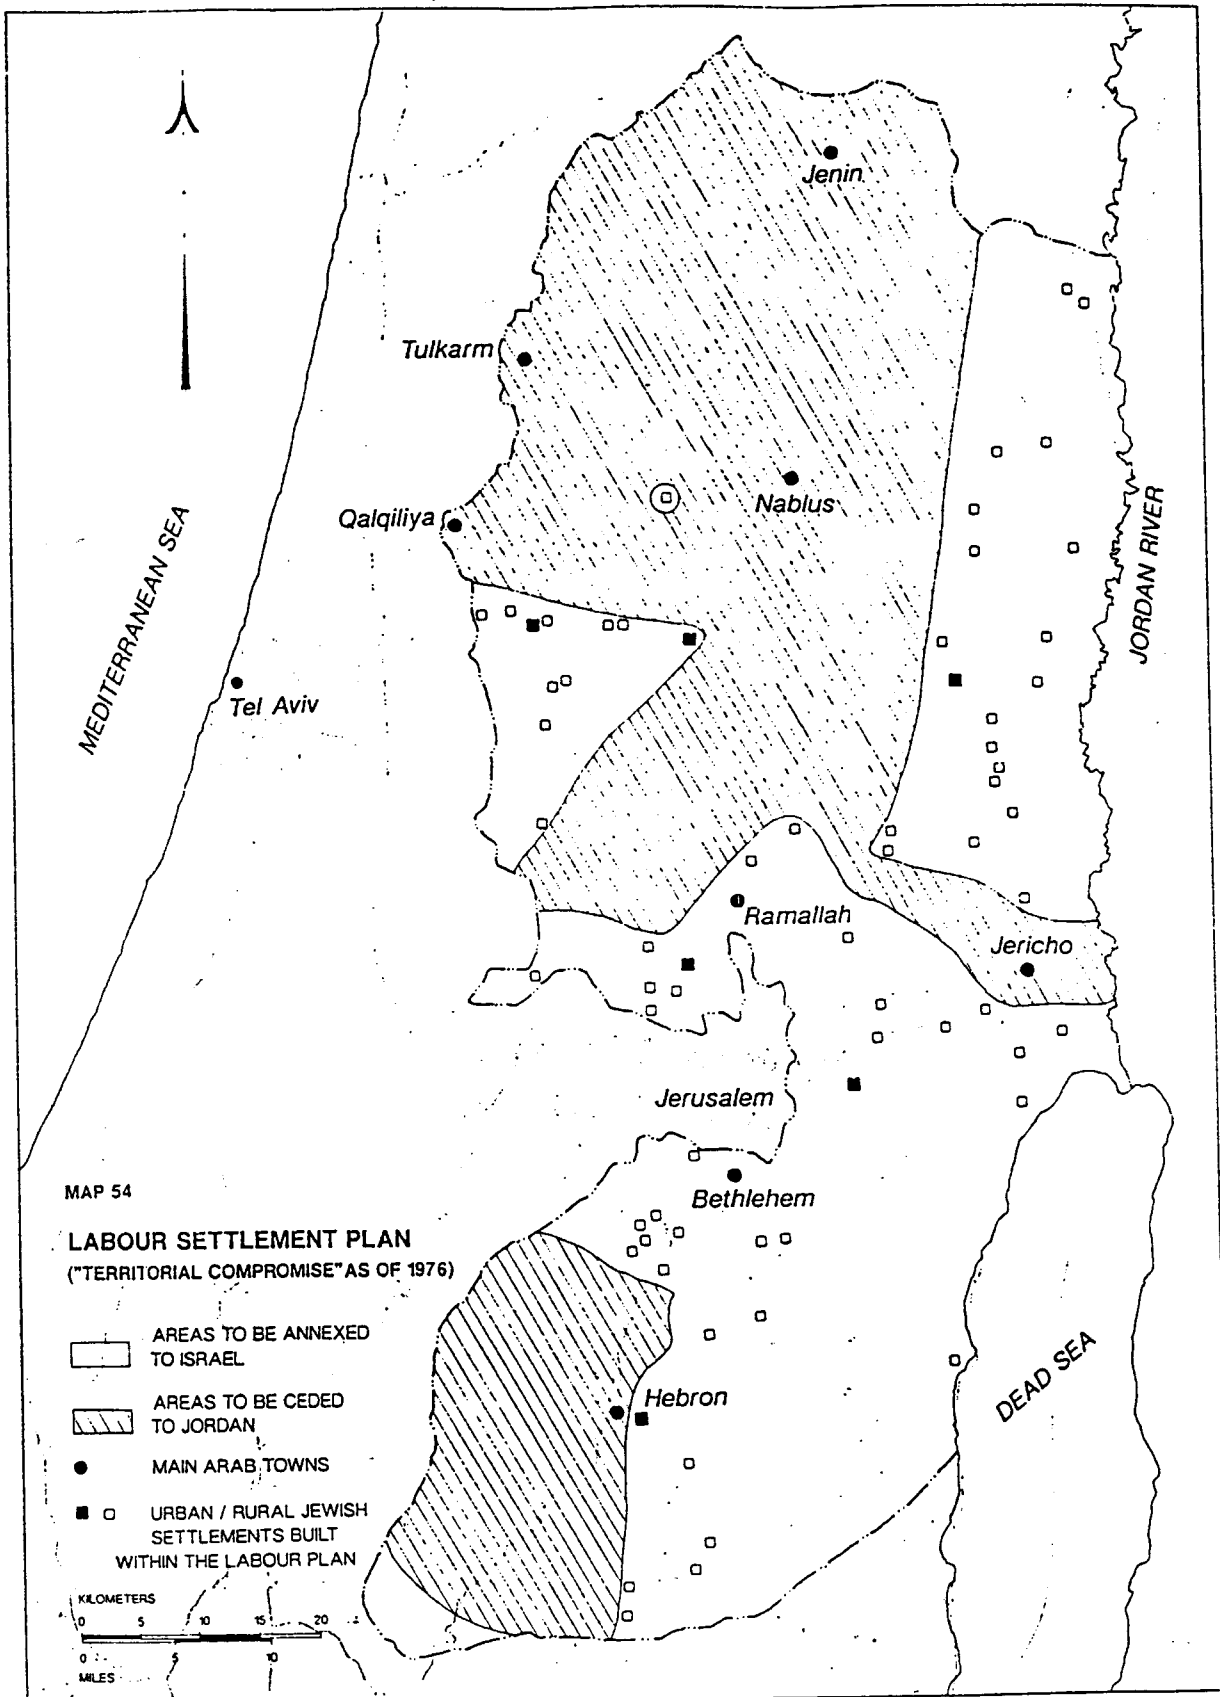 Jenin
Tulkarm
Nablus
Qalqiliya
MEDITERRANEAN SEA
JORDAN RIVER
Tel Aviv
Ramallah
Jericho
Jerusalem
Bethlehem
Hebron
DEAD SEA
MAP 54
LABOUR SETTLEMENT PLAN
("TERRITORIAL COMPROMISE" AS OF 1976)
AREAS TO BE ANNEXED
TO ISRAEL
AREAS TO BE CEDED
TO JORDAN
MAIN ARAB TOWNS
URBAN / RURAL JEWISH
SETTLEMENTS BUILT
WITHIN THE LABOUR PLAN
KILOMETERS
0 5 10 15 20
0 5 10
MILES